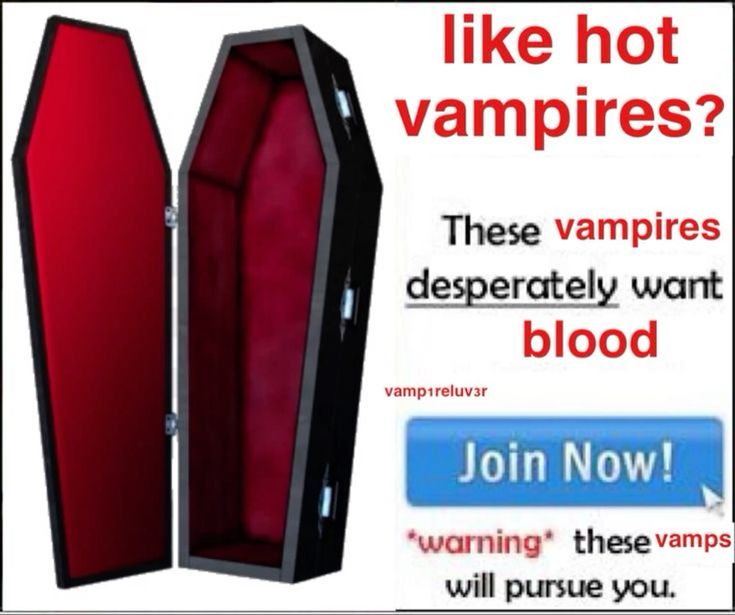 like hot
vampires?
These vampires
desperately want
blood
vamp1reluv3r
Join Now!
*warning* these vamps
will pursue you.